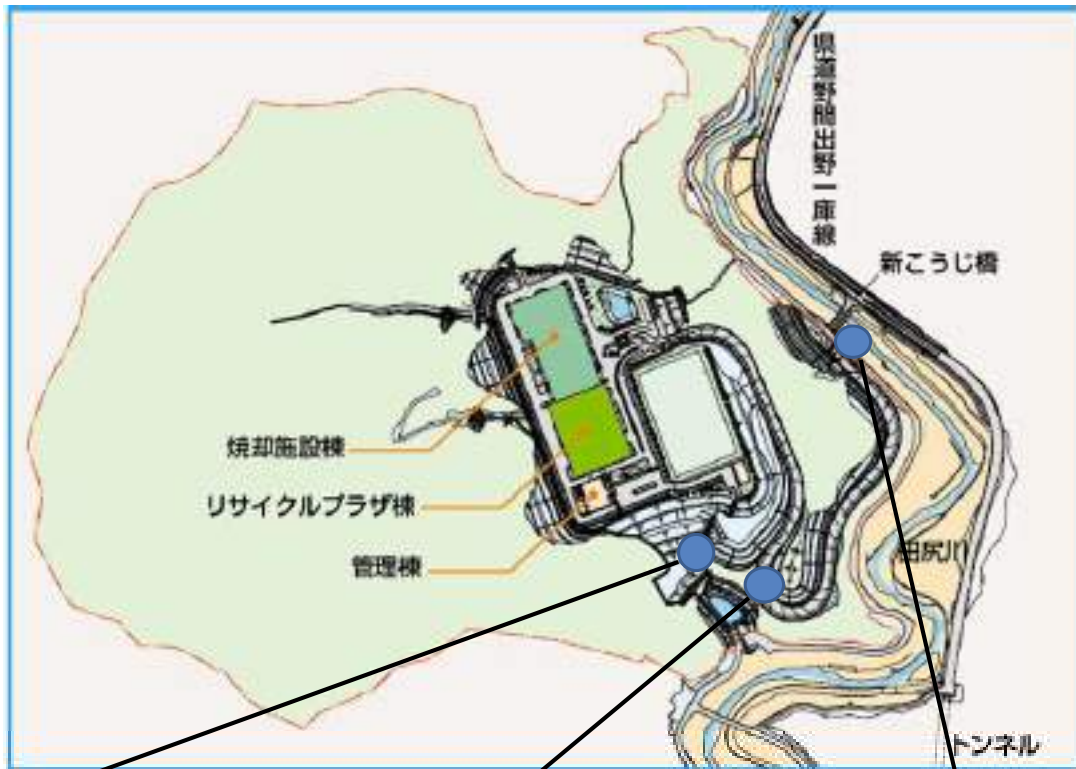 県道野間出野一庫線
新こうじ橋
焼却施設棟
リサイクルプラザ棟
管理棟
田尻川
トンネル